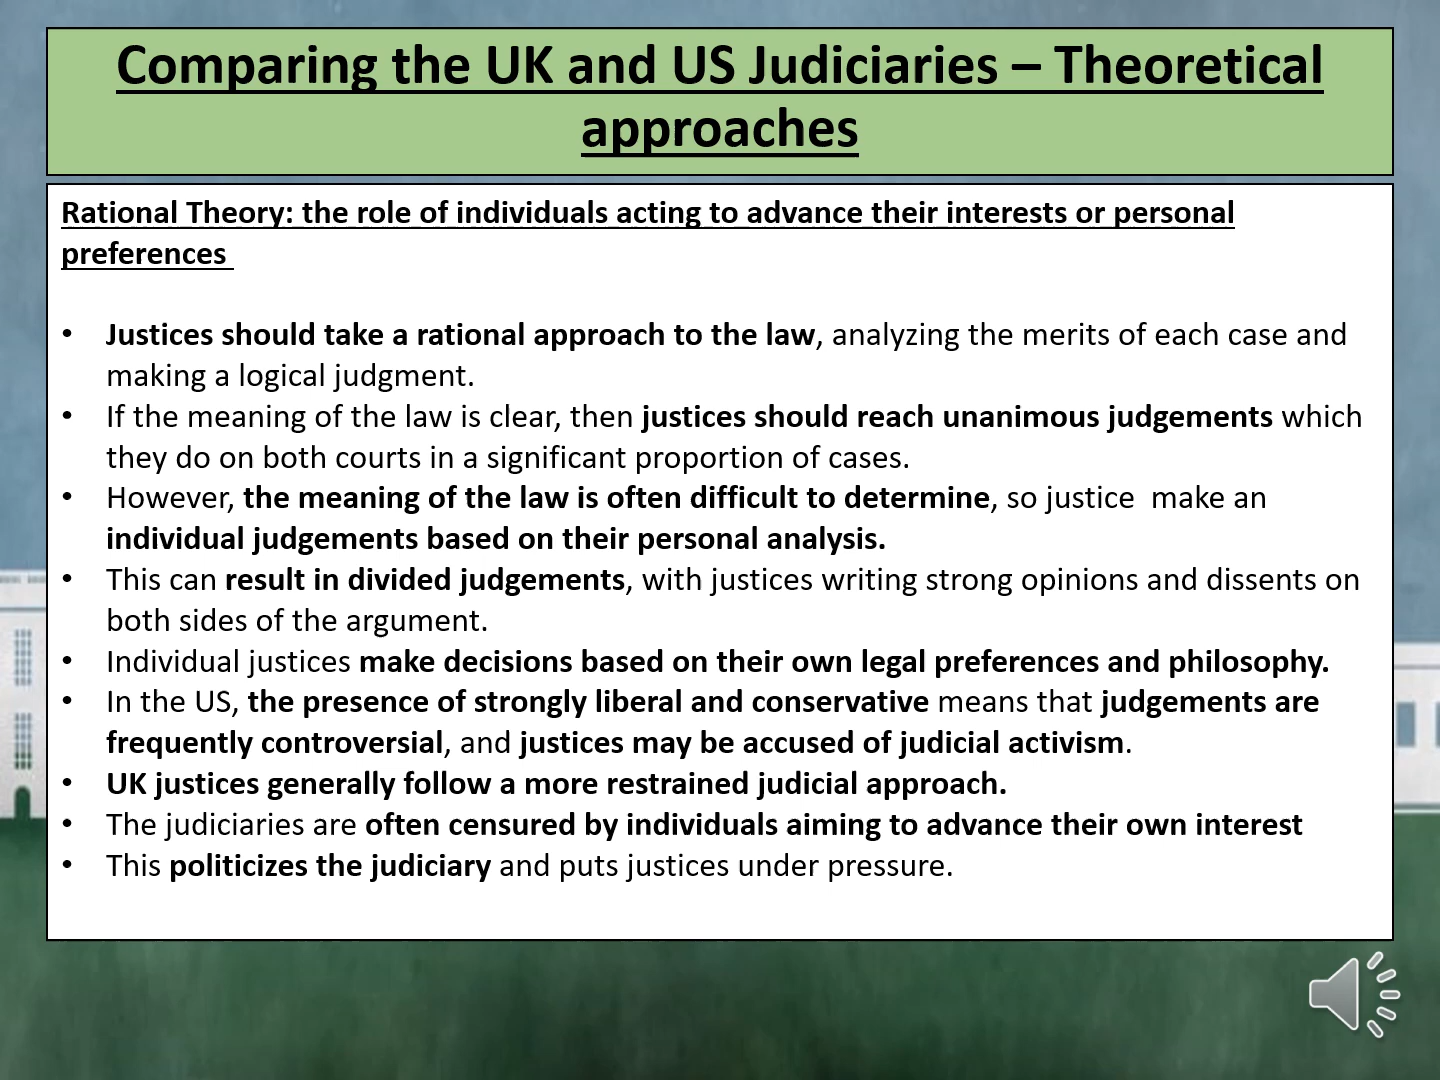 Comparing the UK and US Judiciaries – Theoretical
approaches
Rational Theory: the role of individuals acting to advance their interests or personal
preferences
• Justices should take a rational approach to the law, analyzing the merits of each case and
making a logical judgment.
• If the meaning of the law is clear, then justices should reach unanimous judgements which
they do on both courts in a significant proportion of cases.
• However, the meaning of the law is often difficult to determine, so justice  make an
individual judgements based on their personal analysis.
• This can result in divided judgements, with justices writing strong opinions and dissents on
both sides of the argument.
• Individual justices make decisions based on their own legal preferences and philosophy.
• In the US, the presence of strongly liberal and conservative means that judgements are
frequently controversial, and justices may be accused of judicial activism.
• UK justices generally follow a more restrained judicial approach.
• The judiciaries are often censured by individuals aiming to advance their own interest
• This politicizes the judiciary and puts justices under pressure.